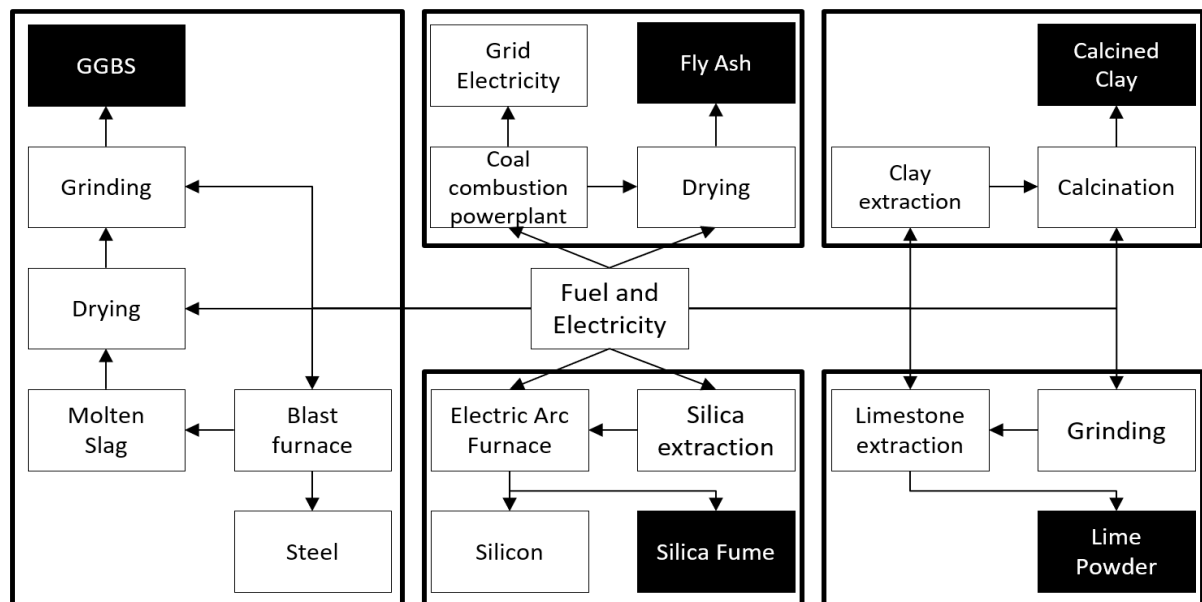 GGBS
Grinding
Drying
Molten
Slag
Blast
furnace
Steel
Grid
Electricity
Fly Ash
Coal
combustion
powerplant
Drying
Fuel and
Electricity
Electric Arc
Furnace
Silica
extraction
Silicon
Silica Fume
Calcined
Clay
Clay
extraction
Calcination
Limestone
extraction
Grinding
Lime
Powder